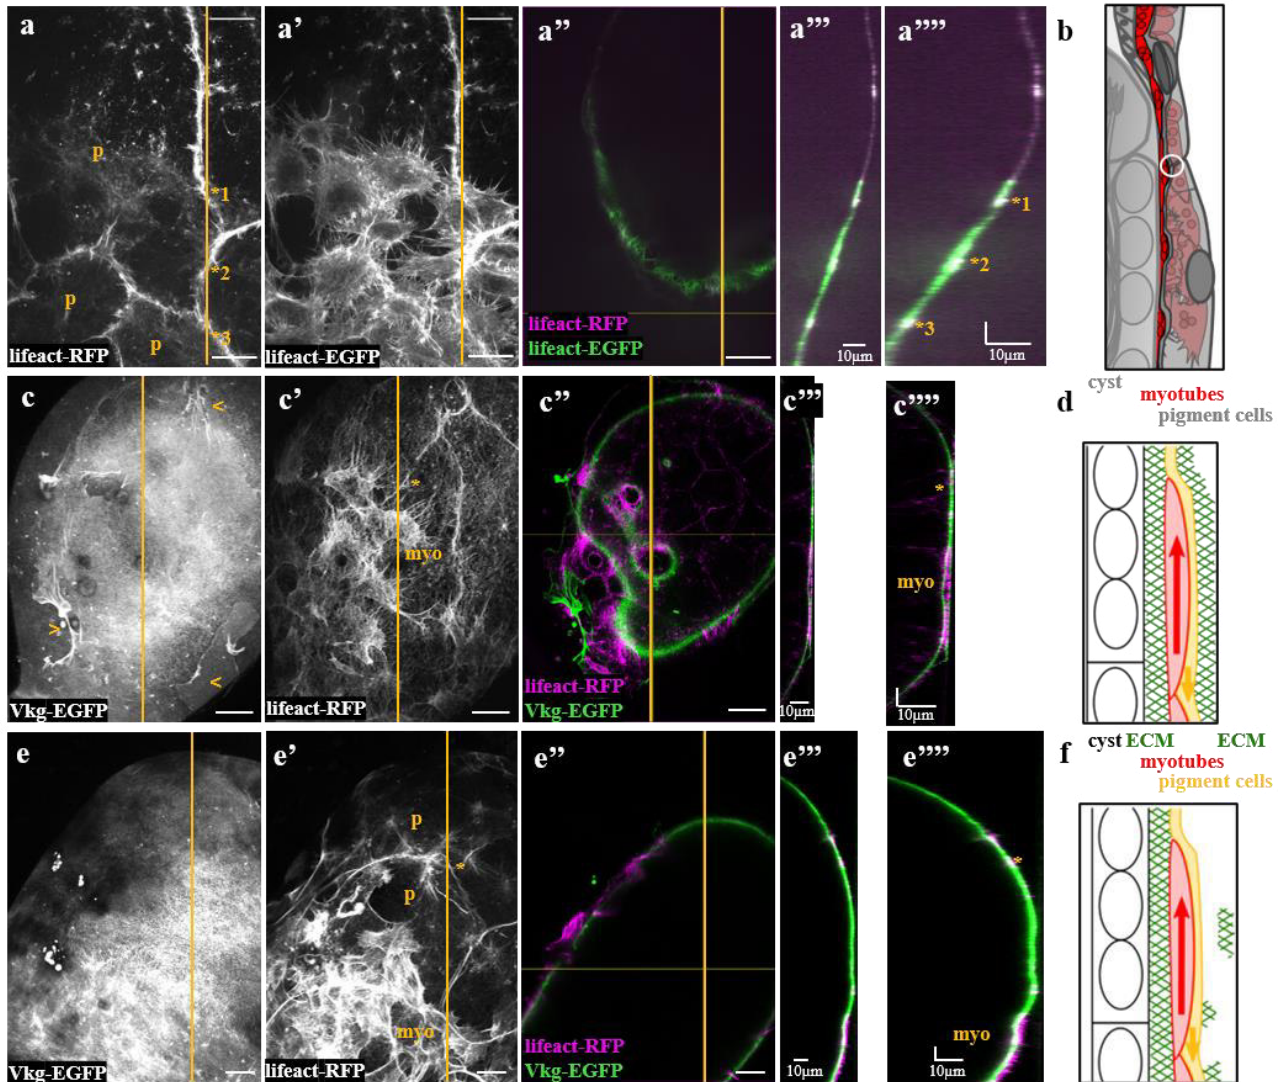 a
p
*1
*2
p
*3
p
lifeact-RFP
a’
lifeact-EGFP
a’’
lifeact-RFP
lifeact-EGFP
a’’’
10μm
a’’’’
*1
*2
*3
10μm
b
cyst
myotubes
pigment cells
c
<
>
<
Vkg-EGFP
c’
*
myo
lifeact-RFP
c’’
lifeact-RFP
Vkg-EGFP
c’’’
10μm
c’’’’
*
myo
10μm
d
cyst ECM ECM
myotubes
pigment cells
e
Vkg-EGFP
e’
p
*
p
myo
lifeact-RFP
e’’
lifeact-RFP
Vkg-EGFP
e’’’
10μm
e’’’’
*
myo
10μm
f